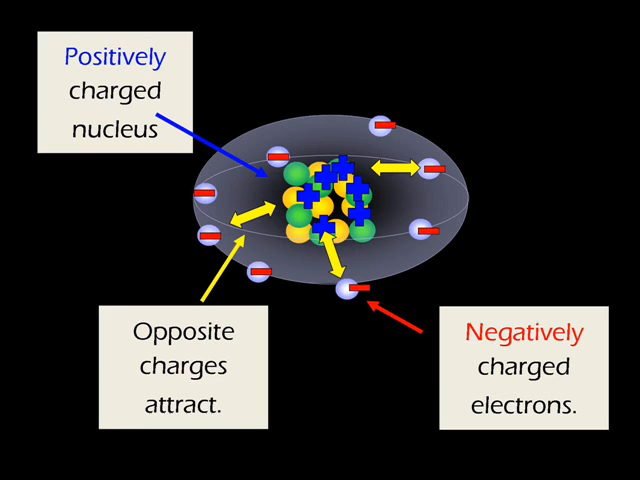 Positively
charged
nucleus
Opposite
charges
attract.
Negatively
charged
electrons.